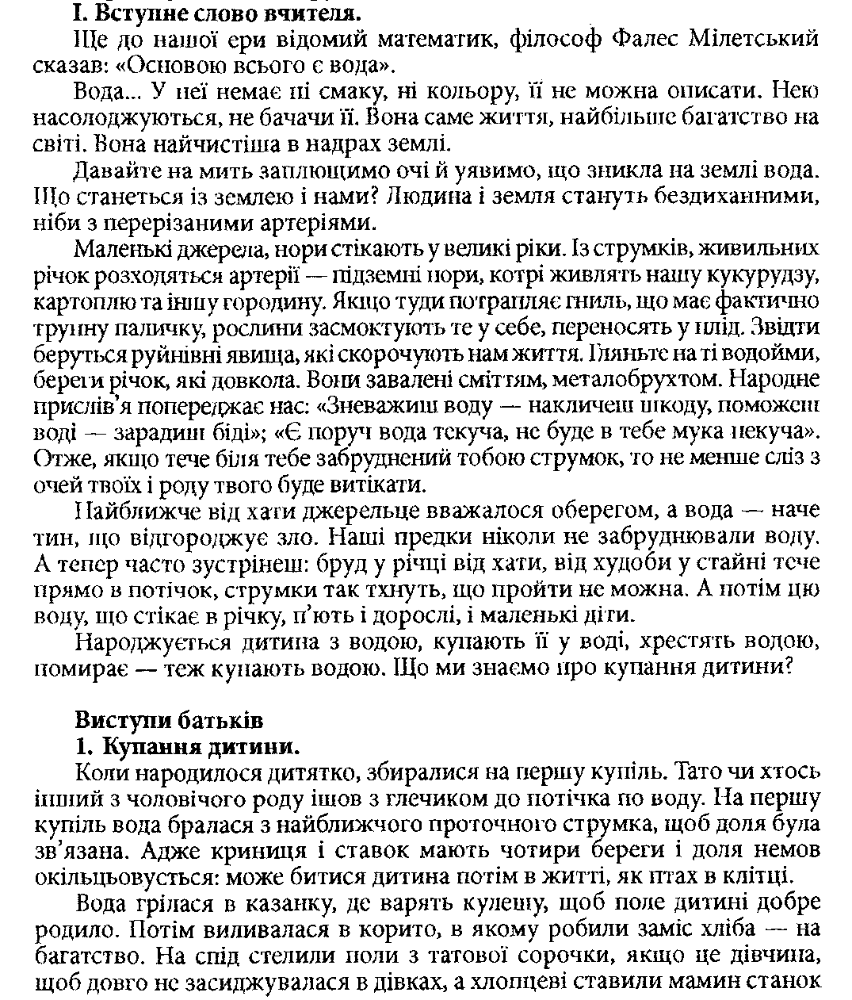 І. Вступне слово вчителя.
Ще до нашої ери відомий математик, філософ Фалес Мілетський
сказав: «Основою всього є вода».
Вода... У неї немає ні смаку, ні кольору, її не можна описати. Нею
насолоджуються, не бачачи її. Вона саме життя, найбільше багатство на
світі. Вона найчистіша в надрах землі.
Давайте на мить заплющимо очі й уявимо, що зникла на землі вода.
Що станеться із землею і нами? Людина і земля стануть бездиханними,
ніби з перерізаними артеріями.
Маленькі джерела, нори стікають у великі ріки. Із струмків, живильних
річок розходяться артерії — підземні нори, котрі живлять нашу кукурудзу,
картоплю та іншу городину. Якщо туди потрапляє гниль, що має фактично
трупну паличку, рослини засмоктують те у себе, переносять у плід. Звідти
беруться руйнівні явища, які скорочують нам життя. Гляньте на ті водойми,
береги річок, які довкола. Вони завалені сміттям, металобрухтом. Народне
прислів’я попереджає нас: «Зневажиш воду — накличеш шкоду, поможеш
воді — зарадиш біді»; «Є поруч вода текуча, не буде в тебе мука пекуча».
Отже, якщо тече біля тебе забруднений тобою струмок, то не менше сліз з
очей твоїх і роду твого буде витікати.
Найближче від хати джерельце вважалося оберегом, а вода — наче
тин, що відгороджує зло. Наші предки ніколи не забруднювали воду.
А тепер часто зустрінеш: бруд у річці від хати, від худоби у стайні тече
прямо в потічок, струмки так тхнуть, що пройти не можна. А потім цю
воду, що стікає в річку, п’ють і дорослі, і маленькі діти.
Народжується дитина з водою, купають її у воді, хрестять водою,
помирає — теж купають водою. Що ми знаємо про купання дитини?
Виступи батьків
1. Купання дитини.
Коли народилося дитятко, збиралися на першу купіль. Тато чи хтось
інший з чоловічого роду ішов з глечиком до потічка по воду. На першу
купіль вода бралася з найближчого проточного струмка, щоб доля була
зв’язана. Адже криниця і ставок мають чотири береги і доля немов
окільцьовується: може битися дитина потім в житті, як птах в клітці.
Вода грілася в казанку, де варять кулешу, щоб поле дитині добре
родило. Потім виливалася в корито, в якому робили заміс хліба — на
багатство. На спід стелили поли з татової сорочки, якщо це дівчина,
щоб довго не засиджувалася в дівках, а хлопцеві ставили мамин станок